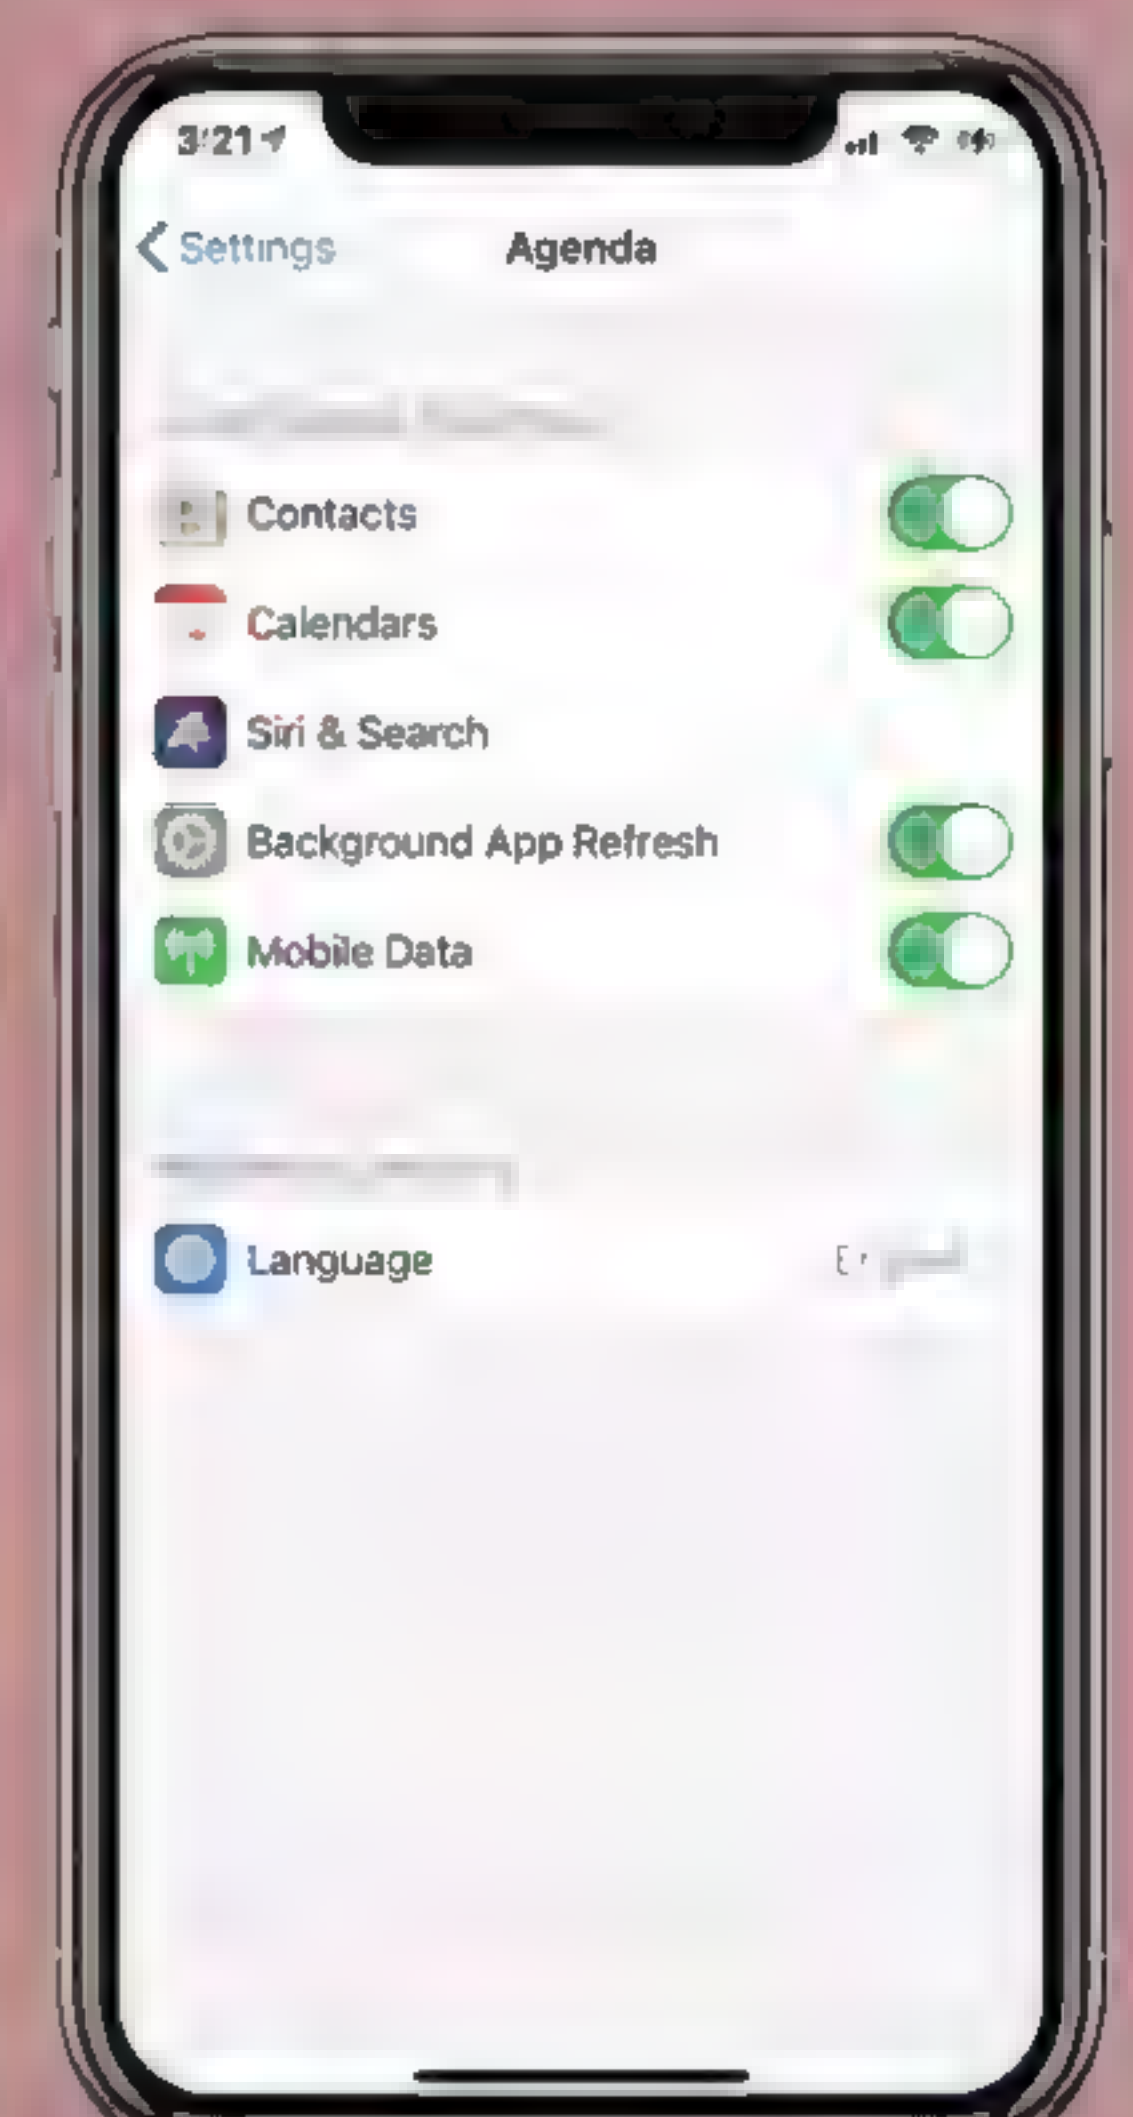 3:21
Settings
Agenda
Contacts
Calendars
Siri & Search
Background App Refresh
Mobile Data
Language